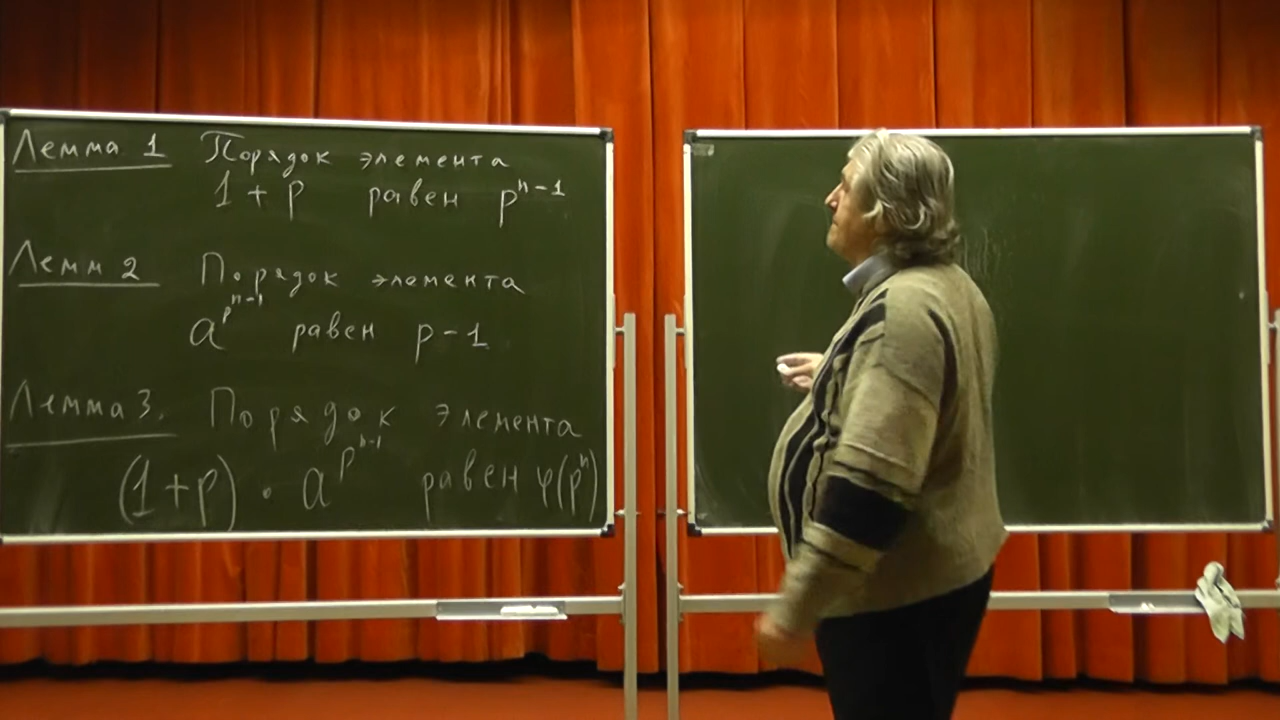 Лемма 1 Порядок элемента
1 + p равен p^{n-1}
Лемм 2 Порядок элемента
a^{p^{n-1}} равен p-1
Лемма 3. Порядок элемента
(1+p) · a^{p^{n-1}} равен φ(p^n)